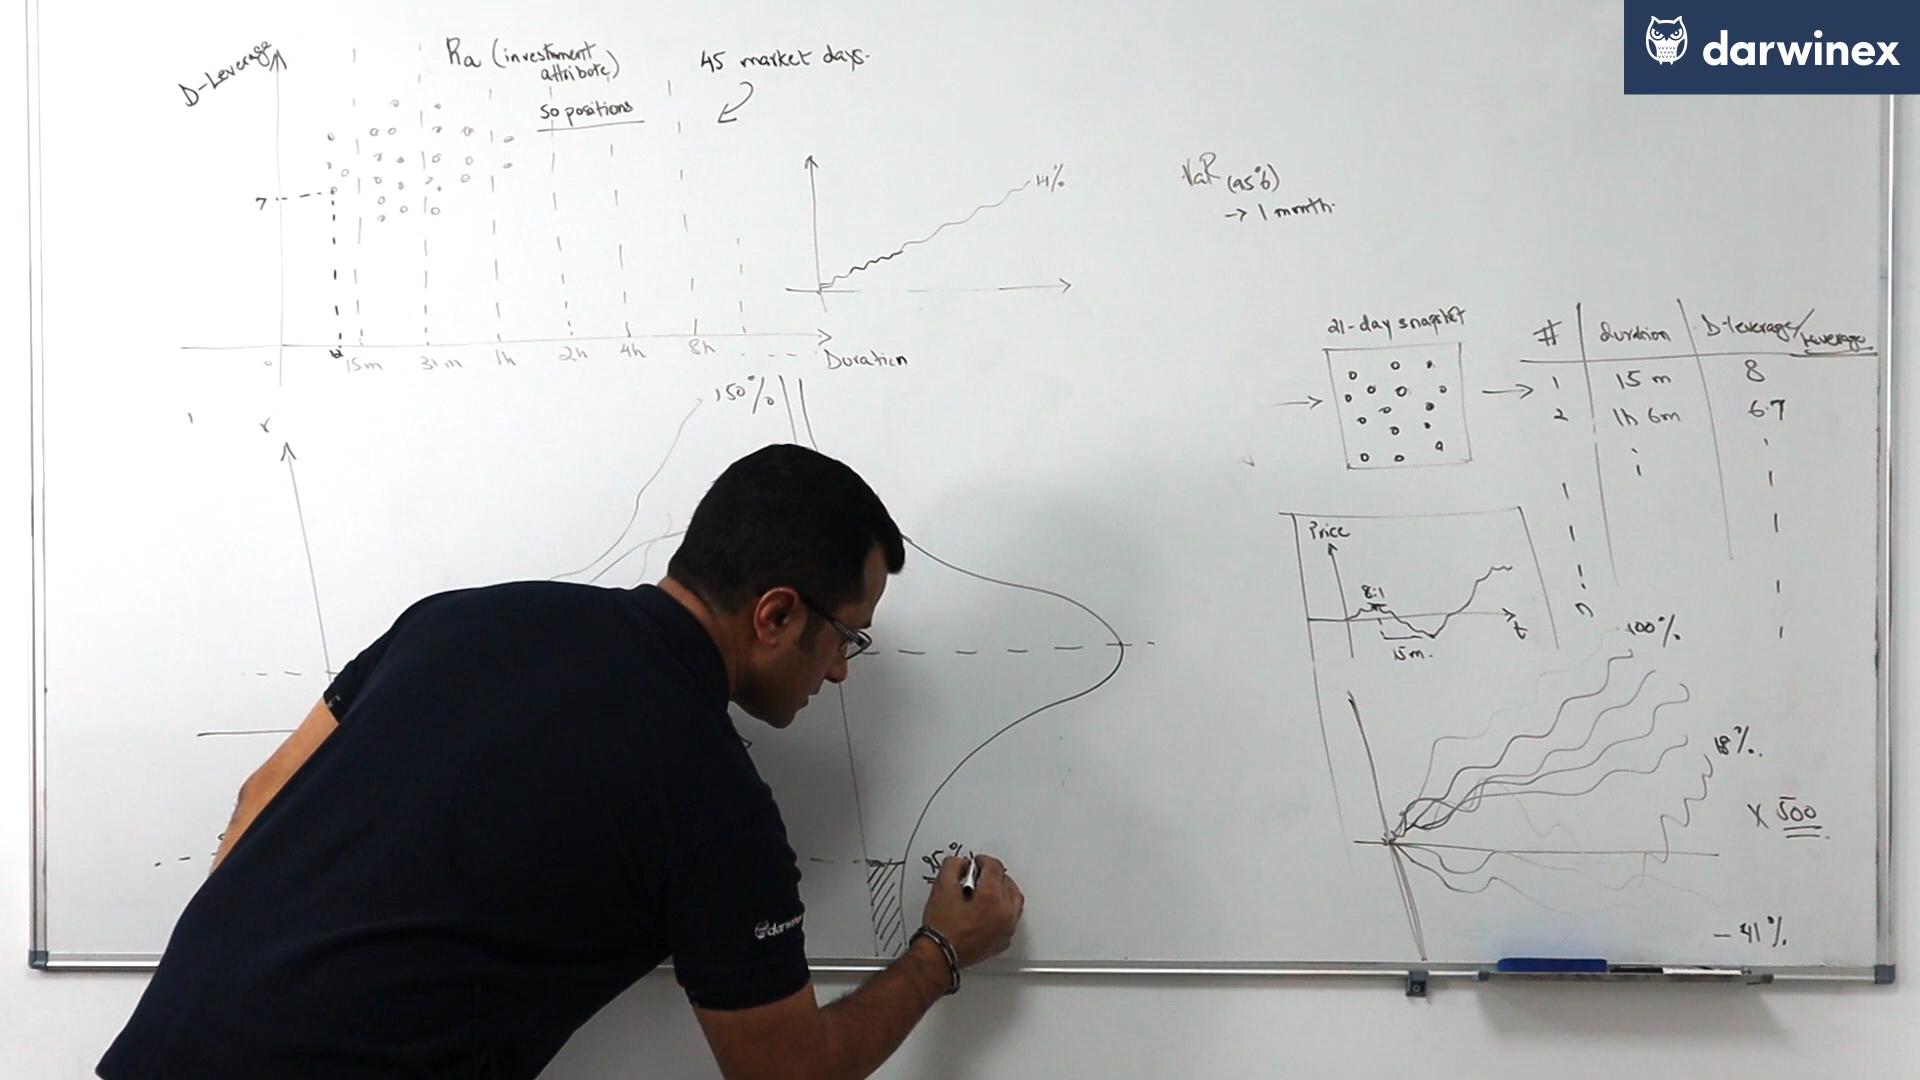 darwinex
D-Leverage
Ra (investment
attribute)
50 positions
45 market days.
7
0
12
15m
1h
2h
4h
8h
Duration
14%
VaR (95%)
→ 1 month.
21-day snapshot
# duration D-leverage/
leverage
1 15 m 8
2 1h 6m 6.7
n
r
150%
Price
8:1
15m.
t
100%
18%.
X 500
-41%
95%